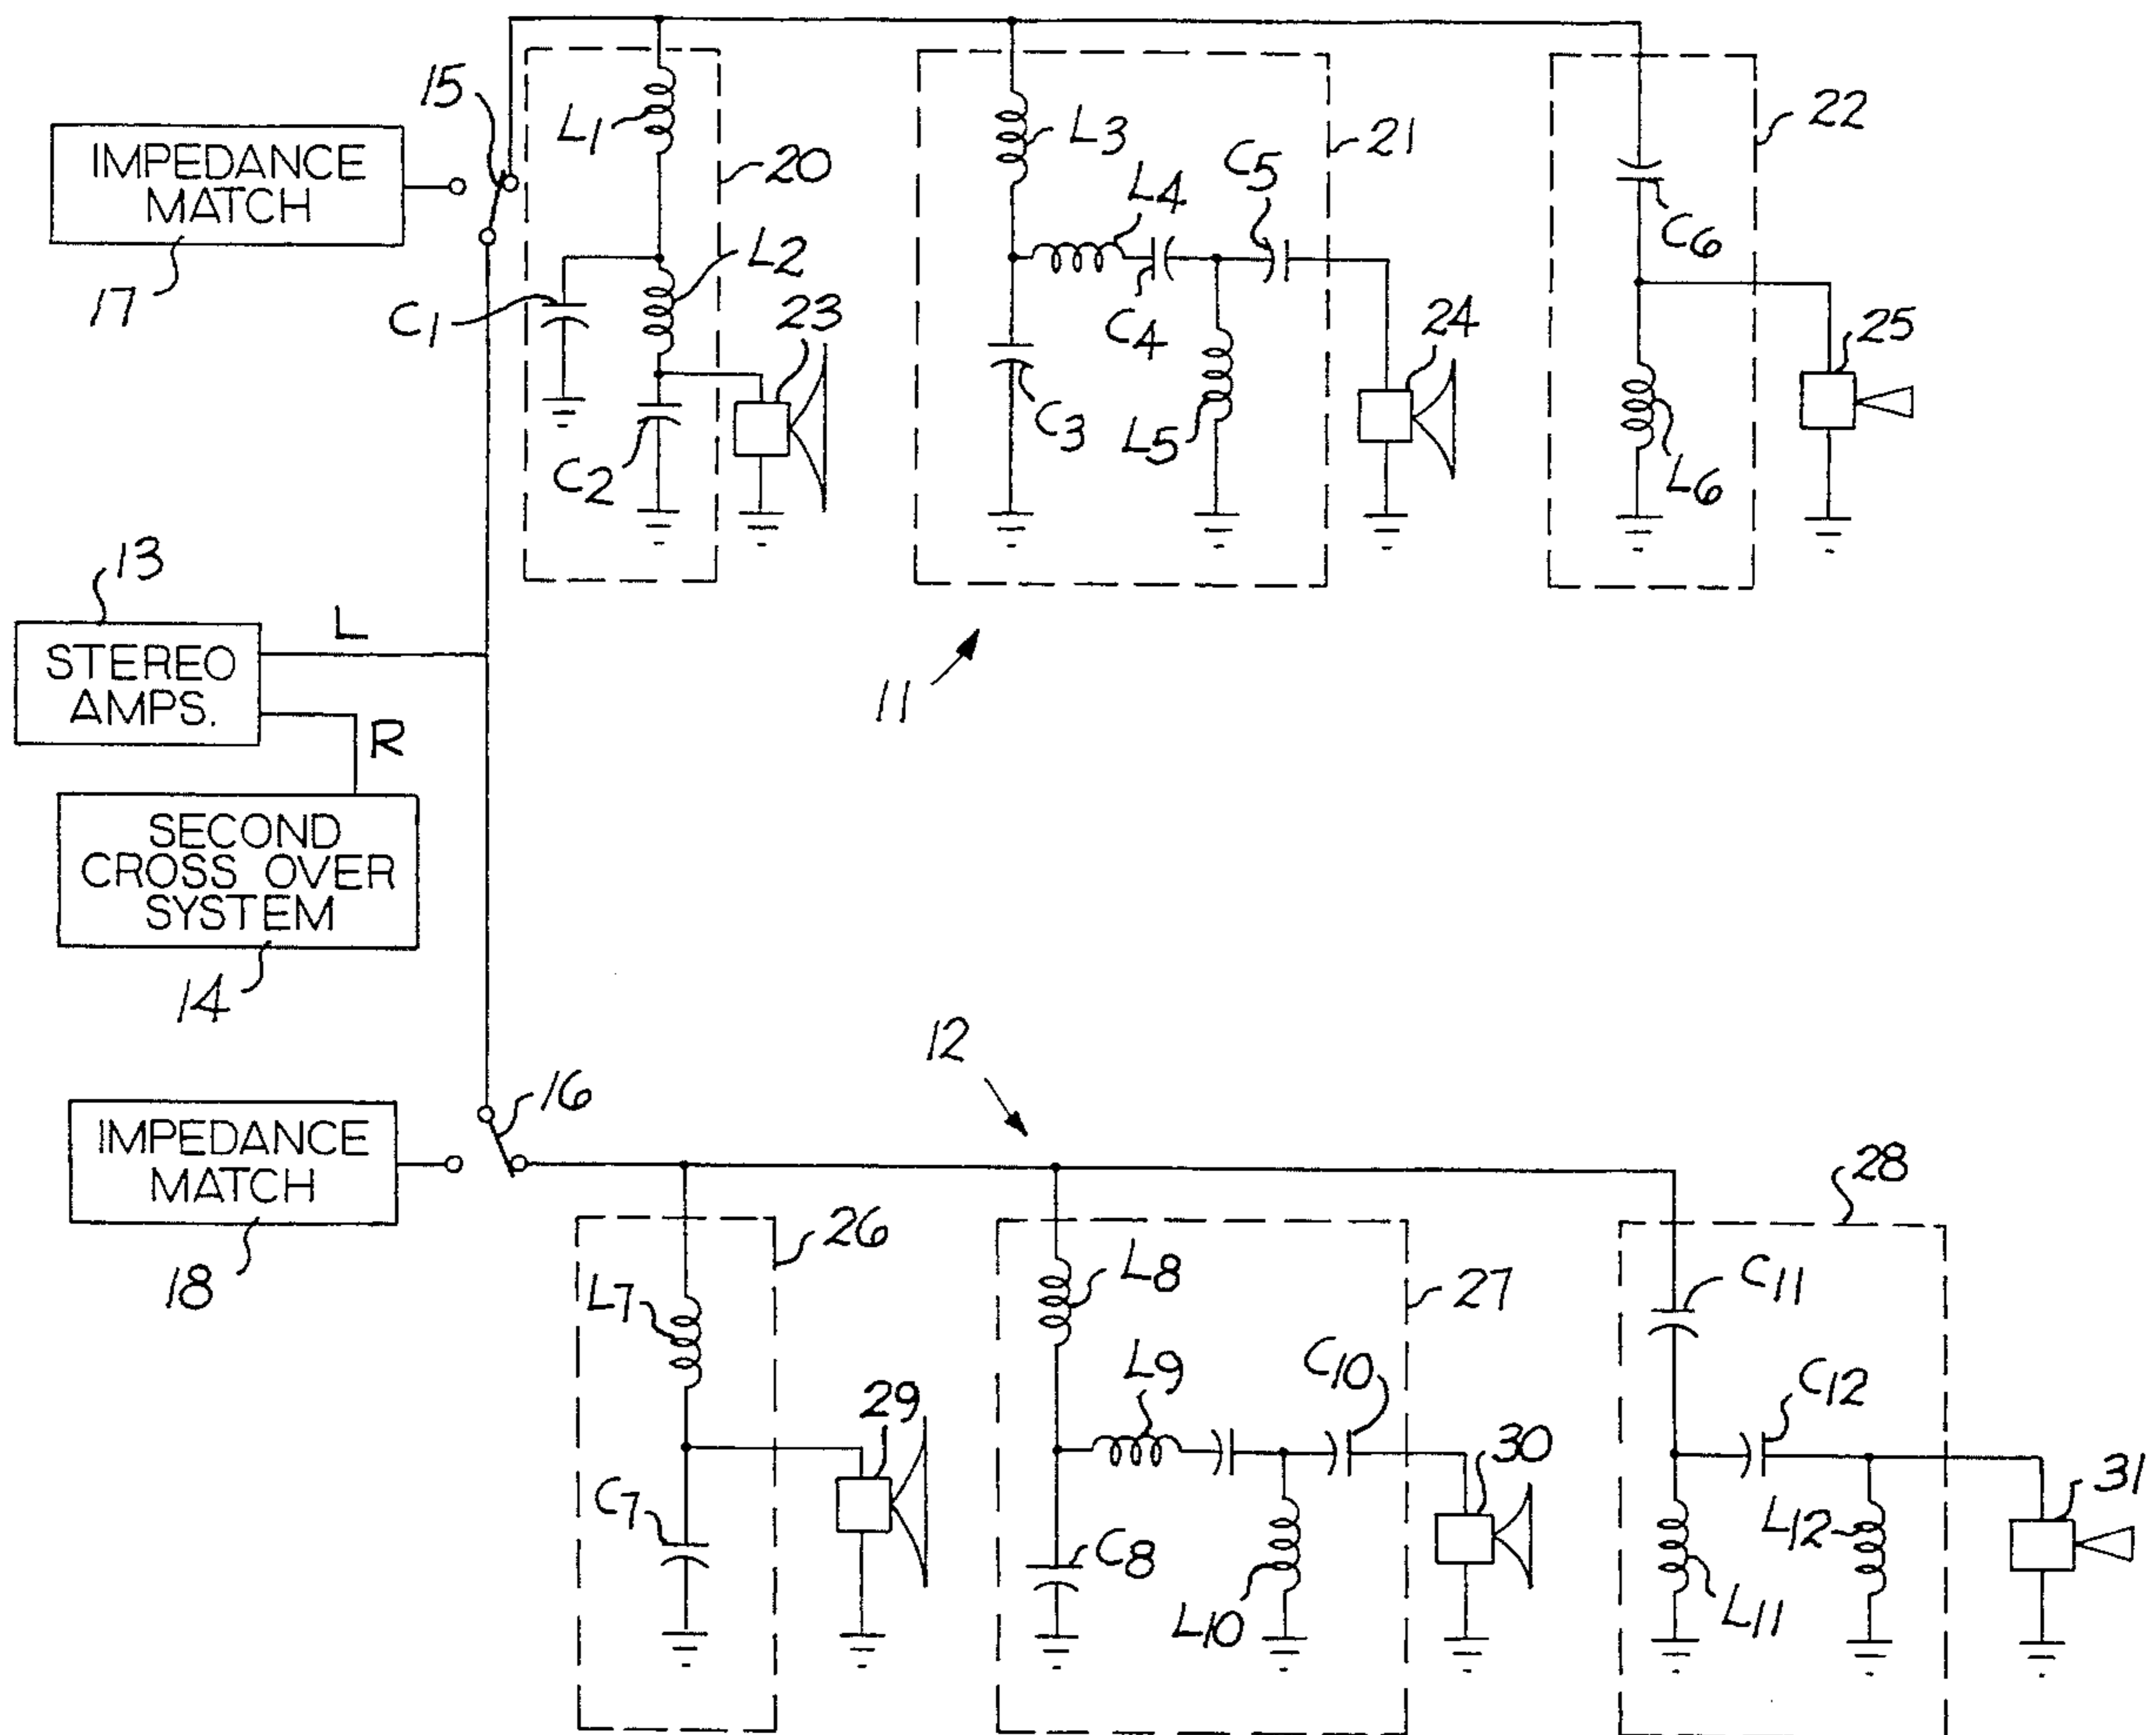 15
IMPEDANCE
MATCH
17
L1
20
C1
L2
23
C2
L3
21
L4
C5
C4
C3
L5
24
22
C6
25
L6
13
STEREO
AMPS.
L
R
11
SECOND
CROSS OVER
SYSTEM
14
12
16
IMPEDANCE
MATCH
18
26
L7
29
C7
L8
27
L9
C10
30
C8
L10
28
C11
C12
31
L12
L11